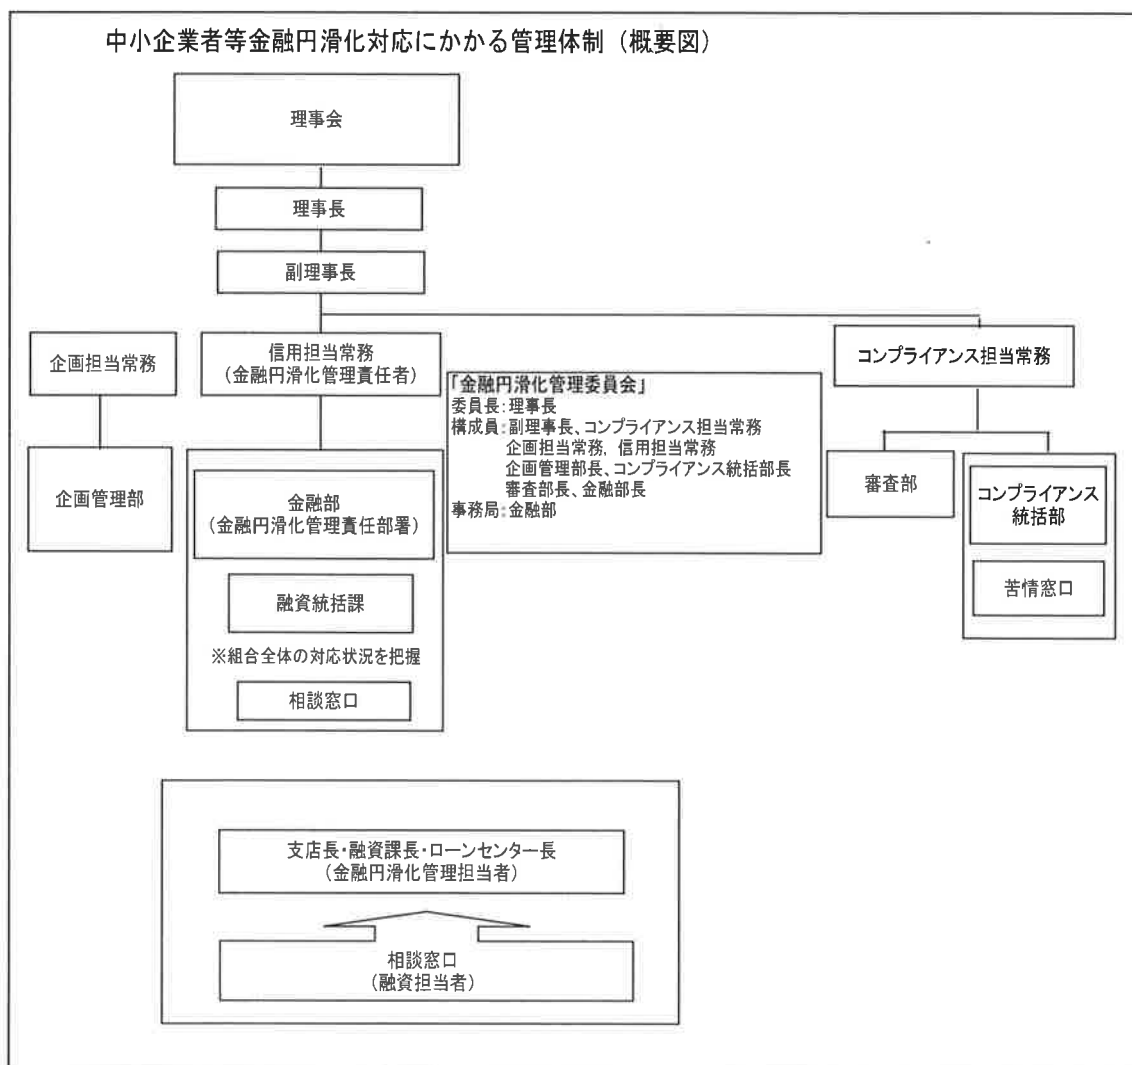 中小企業者等金融円滑化対応にかかる管理体制（概要図）
理事会
理事長
副理事長
企画担当常務
信用担当常務
（金融円滑化管理責任者）
コンプライアンス担当常務
「金融円滑化管理委員会」
委員長：理事長
構成員：副理事長、コンプライアンス担当常務
企画担当常務，信用担当常務
企画管理部長、コンプライアンス統括部長
審査部長、金融部長
事務局：金融部
企画管理部
金融部
（金融円滑化管理責任部署）
審査部
コンプライアンス
統括部
融資統括課
苦情窓口
※組合全体の対応状況を把握
相談窓口
支店長・融資課長・ローンセンター長
（金融円滑化管理担当者）
相談窓口
（融資担当者）